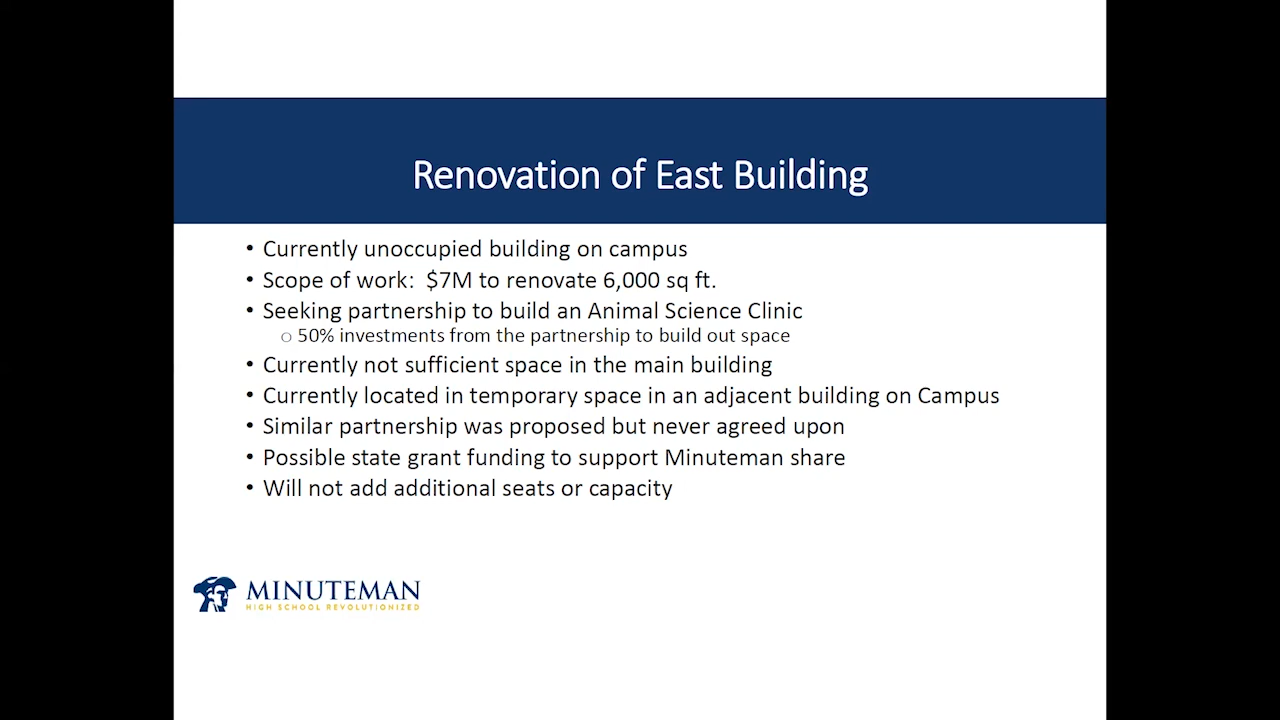 Renovation of East Building
• Currently unoccupied building on campus
• Scope of work:  $7M to renovate 6,000 sq ft.
• Seeking partnership to build an Animal Science Clinic
o 50% investments from the partnership to build out space
• Currently not sufficient space in the main building
• Currently located in temporary space in an adjacent building on Campus
• Similar partnership was proposed but never agreed upon
• Possible state grant funding to support Minuteman share
• Will not add additional seats or capacity
MINUTEMAN
HIGH SCHOOL REVOLUTIONIZED